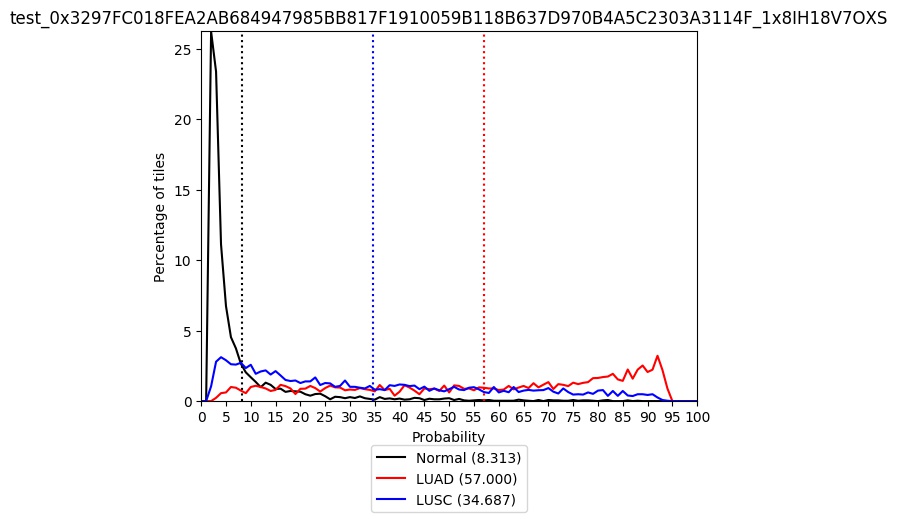 test_0x3297FC018FEA2AB684947985BB817F1910059B118B637D970B4A5C2303A3114F_1x8IH18V7OXS
25
20
15
10
5
0
Percentage of tiles
0 5 10 15 20 25 30 35 40 45 50 55 60 65 70 75 80 85 90 95 100
Probability
Normal (8.313)
LUAD (57.000)
LUSC (34.687)